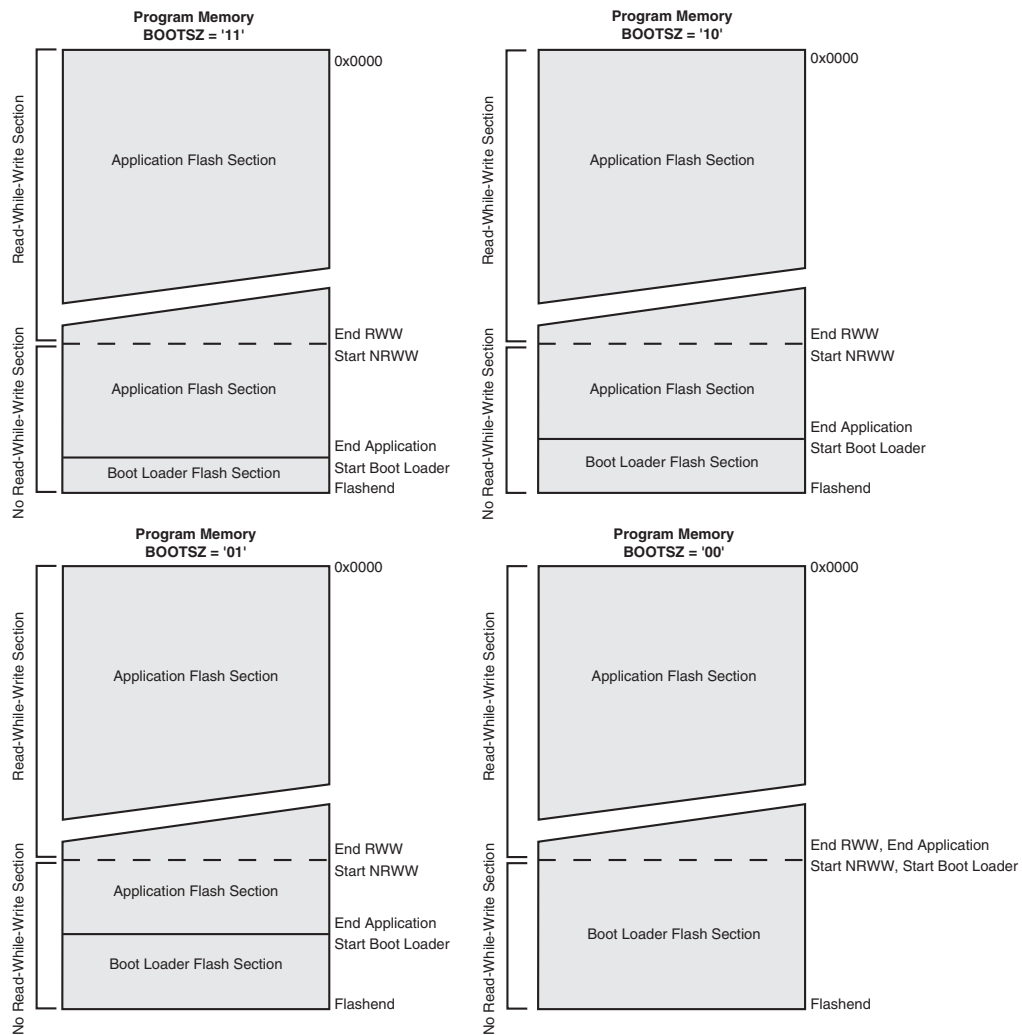 Program Memory
BOOTSZ = '11'
0x0000
Read-While-Write Section
Application Flash Section
End RWW
Start NRWW
No Read-While-Write Section
Application Flash Section
End Application
Start Boot Loader
Boot Loader Flash Section
Flashend
Program Memory
BOOTSZ = '10'
0x0000
Read-While-Write Section
Application Flash Section
End RWW
Start NRWW
No Read-While-Write Section
Application Flash Section
End Application
Start Boot Loader
Boot Loader Flash Section
Flashend
Program Memory
BOOTSZ = '01'
0x0000
Read-While-Write Section
Application Flash Section
End RWW
Start NRWW
No Read-While-Write Section
Application Flash Section
End Application
Start Boot Loader
Boot Loader Flash Section
Flashend
Program Memory
BOOTSZ = '00'
0x0000
Read-While-Write Section
Application Flash Section
End RWW, End Application
Start NRWW, Start Boot Loader
No Read-While-Write Section
Boot Loader Flash Section
Flashend